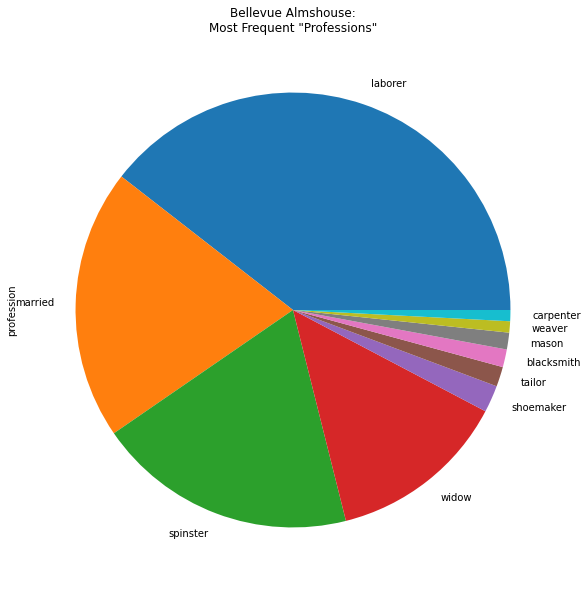 Bellevue Almshouse:
Most Frequent "Professions"
laborer
married
profession
spinster
widow
shoemaker
tailor
blacksmith
mason
weaver
carpenter